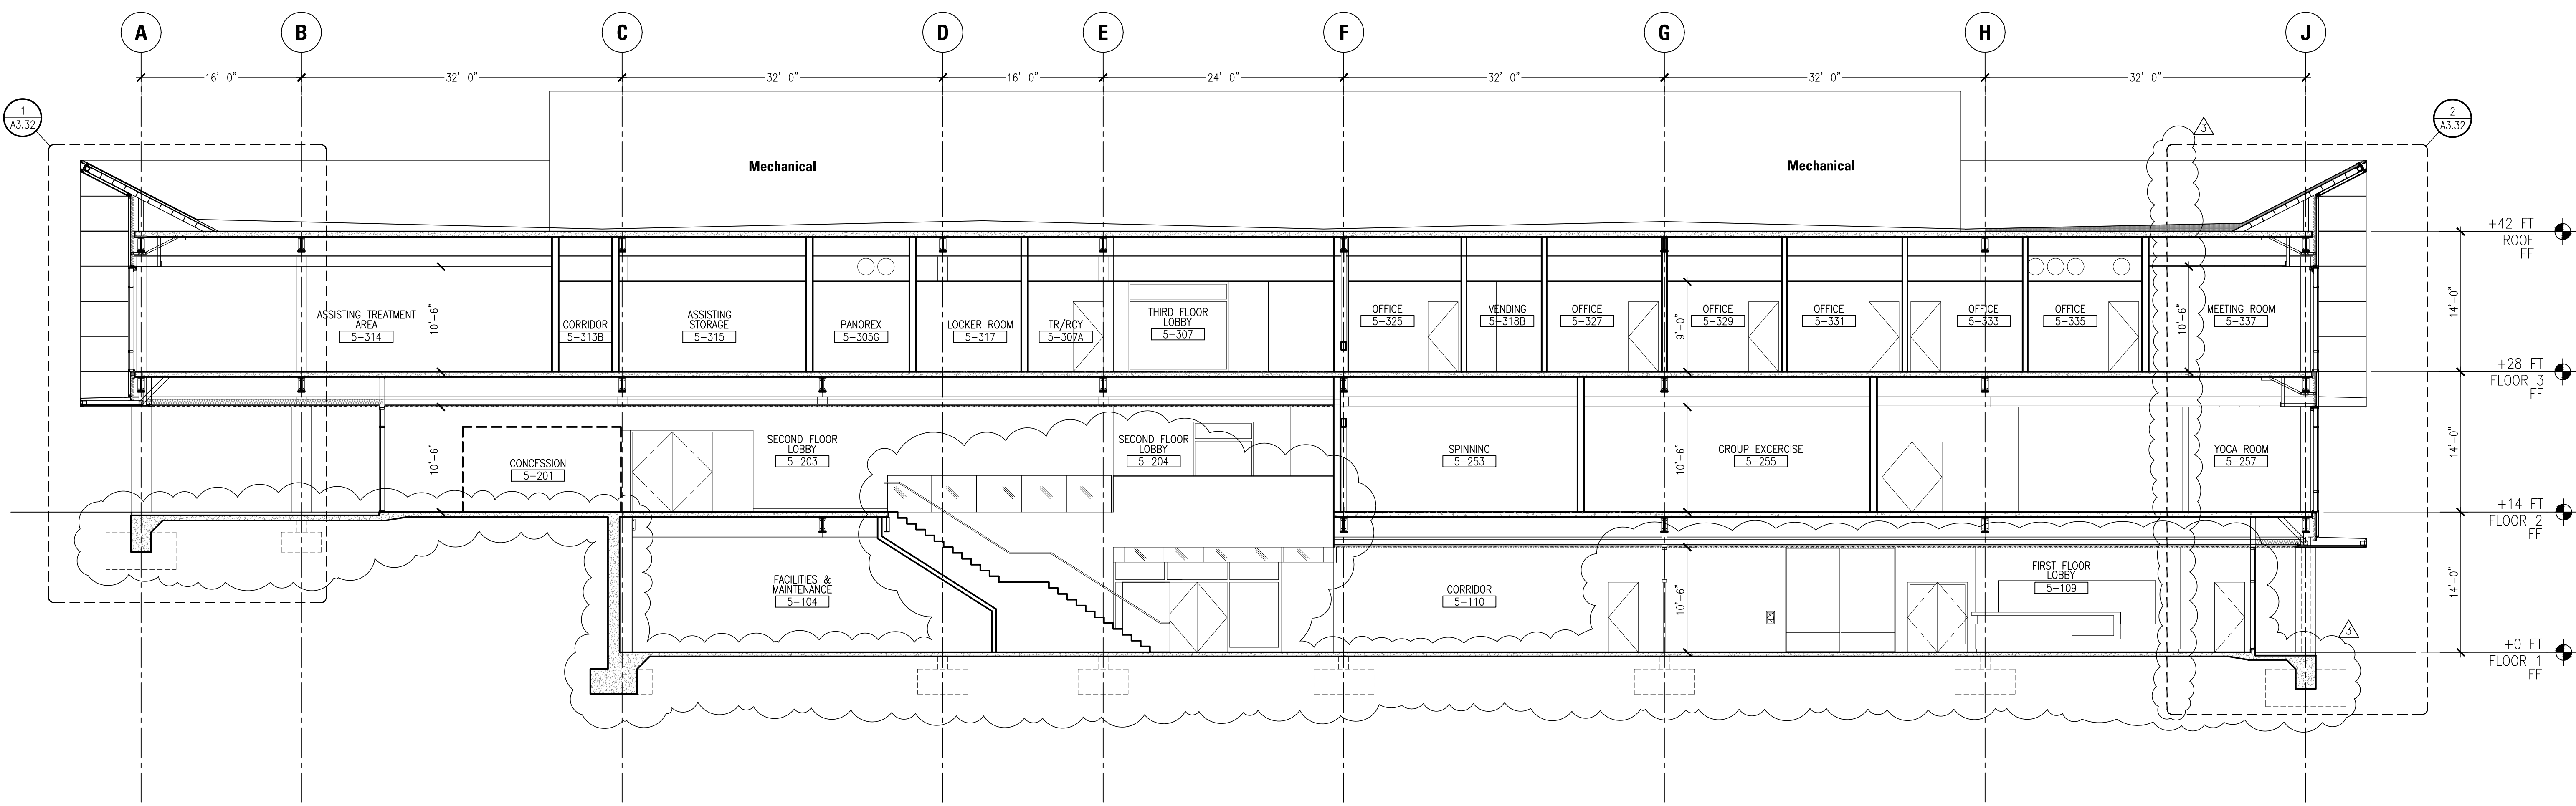 A B C D E F G H J
16'-0" 32'-0" 32'-0" 16'-0" 24'-0" 32'-0" 32'-0" 32'-0"
1
A3.32
2
A3.32
3
Mechanical
Mechanical
+42 FT
ROOF
FF
ASSISTING TREATMENT
AREA
5-314
10'-6"
CORRIDOR
5-313B
ASSISTING
STORAGE
5-315
PANOREX
5-305G
LOCKER ROOM
5-317
TR/RCY
5-307A
THIRD FLOOR
LOBBY
5-307
OFFICE
5-325
VENDING
5-318B
OFFICE
5-327
9'-0"
OFFICE
5-329
OFFICE
5-331
OFFICE
5-333
OFFICE
5-335
10'-6"
MEETING ROOM
5-337
14'-0"
+28 FT
FLOOR 3
FF
10'-6"
CONCESSION
5-201
SECOND FLOOR
LOBBY
5-203
SECOND FLOOR
LOBBY
5-204
SPINNING
5-253
10'-6"
GROUP EXCERCISE
5-255
YOGA ROOM
5-257
14'-0"
+14 FT
FLOOR 2
FF
FACILITIES &
MAINTENANCE
5-104
CORRIDOR
5-110
10'-6"
FIRST FLOOR
LOBBY
5-109
14'-0"
3
+0 FT
FLOOR 1
FF